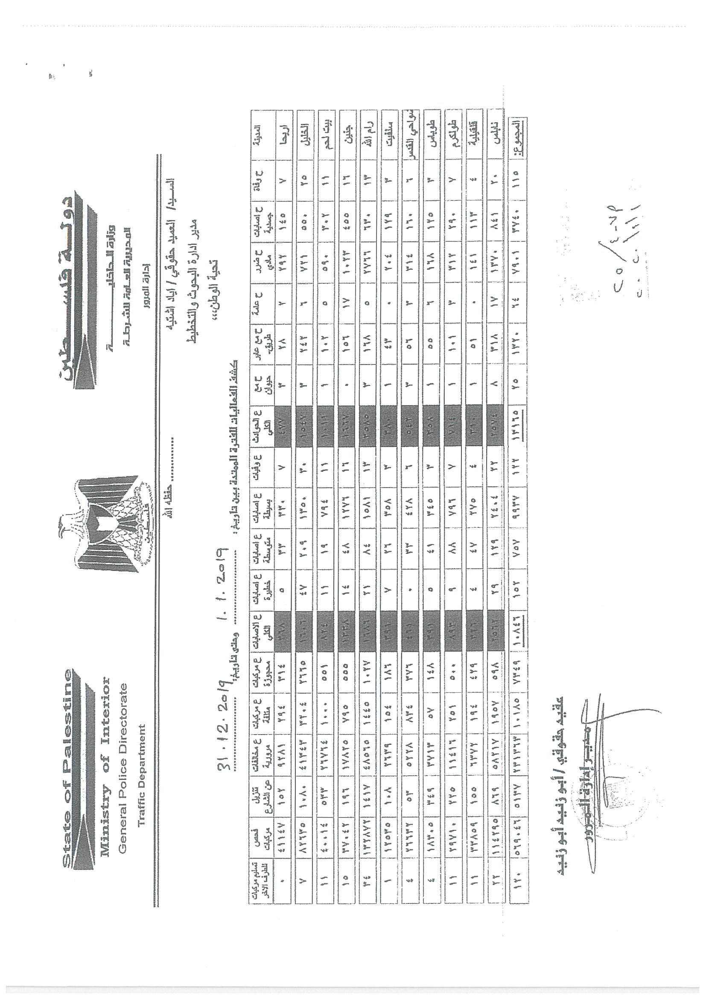 دولة فلسطين
وزارة الداخلية
المديرية العامة للشرطة
إدارة المرور
State of Palestine
Ministry of Interior
General Police Directorate
Traffic Department
فلسطين
السيد/ العميد حقوقي / اياد اشتيه حفظه الله ............
مدير ادارة البحوث والتخطيط
تحية الوطن،،،
كشف الفعاليات للفترة الممتدة بين تاريخ: 1.1.2019 وحتى تاريخ: 31.12.2019
المدينة ح وفاة ح اصابات جسدية ح ضرر مادي ح عامة ح مع عابر طريق- ح مع حيوان ع الحوادث الكلي ع وفيات ع اصابات بسيطة ع اصابات متوسطة ع اصابات خطيرة ع الاصابات الكلي ع مركبات محجوزة ع مركبات متلفة ع مخالفات مرورية تنزيل عن الشارع فحص مركبات تسليم مركبات للطرف الاخر
اريحا ٧ ١٤٥ ٢٩٢ ٢ ٢٨ ٣ ٤٧٧ ٧ ٣٣٠ ٣٣ ٥ ٣٦٨ ٣١٤ ٢٩٤ ٩٢٨١ ١٥٢ ٤١١٤٧ ٠
الخليل ٢٥ ٥٥٠ ٧٢١ ٦ ٢٤٢ ٣ ١٥٤٧ ٣٠ ١٣٥٠ ٢٠٩ ٤٧ ١٦٠٦ ٢٦٦٥ ٣٢٠٤ ٤١٣٤٣ ١٠٨٠ ٨٢٦٣٥ ٧
بيت لحم ١١ ٣٠٢ ٥٩٠ ٥ ١٠٢ ١ ١٠١١ ١١ ٧٩٤ ١٩ ١١ ٨٢٤ ٥٥١ ١٠٠٠ ٢٦٧٦٤ ٥٣٣ ٤٠٠١٤ ١١
جنين ١٦ ٤٥٥ ١٠٢٣ ١٧ ١٥٦ ٠ ١٦٦٧ ١٦ ١٢٧٦ ٤٨ ١٤ ١٣٣٨ ٥٥٥ ٧٩٥ ١٧٨٢٥ ١٩٦ ٣٧٠٤٢ ١٥
رام الله ١٣ ٦٣٠ ٢٧٦٦ ٥ ١٦٨ ٣ ٣٥٨٥ ١٣ ١٥٨١ ٨٤ ٢١ ١٦٨٦ ١٠٢٧ ١٤٤٥ ٤٨٥٦٥ ١٤١٧ ١٣٢٨٧٢ ٣٤
سلفيت ٣ ١٢٩ ٢٠٤ ٠ ٤٣ ١ ٣٨٠ ٣ ٣٥٨ ٢٦ ٧ ٣٩١ ١٨٦ ١٥٤ ٢٦٣٩ ١٠٨ ١٢٥٣٥ ١
ضواحي القدس ٦ ١٦٠ ٣١٤ ٣ ٥٦ ٣ ٥٤٢ ٦ ٤٢٨ ٣٣ ٠ ٤٦١ ٣٧٦ ٨٣٤ ٥٢٢٨ ٥٣ ٢٦٦٣٢ ٤
طوباس ٣ ١٢٥ ١٦٨ ٦ ٥٥ ١ ٣٥٨ ٣ ٣٤٥ ٤١ ٥ ٣٩١ ١٤٨ ٥٧ ٣٧١٣ ٣٤٩ ١٨٣٠٥ ٤
طولكرم ٧ ٢٩٠ ٣١٢ ٣ ١٠١ ١ ٧١٤ ٧ ٧٩٦ ٨٨ ٩ ٨٩٣ ٥٠٠ ٢٥١ ١١٤١٦ ٢٢٥ ٢٩٧١٠ ١١
قلقيلية ٤ ١١٣ ١٤١ ٠ ٥١ ١ ٣١٠ ٤ ٢٧٥ ٤٧ ٤ ٣٢٦ ٤٢٩ ١٩٤ ٦٣٧٢ ١٥٥ ٣٣٨٥٩ ١١
نابلس ٢٠ ٨٤١ ١٣٧٠ ١٧ ٣١٨ ٨ ٢٥٧٤ ٢٢ ٢٤٠٤ ١٢٩ ٢٩ ٢٥٦٢ ٥٩٨ ١٩٥٧ ٥٨٢١٧ ٨٦٩ ١١٤٢٩٥ ٢٢
المجموع: ١١٥ ٣٧٤٠ ٧٩٠١ ٦٤ ١٣٢٠ ٢٥ ١٣١٦٥ ١٢٢ ٩٩٣٧ ٧٥٧ ١٥٢ ١٠٨٤٦ ٧٣٤٩ ١٠١٨٥ ٢٣١٣٦٣ ٥١٣٧ ٥٦٩٠٤٦ ١٢٠
عقيد حقوقي / أبو زنيد أبو زنيد
مدير إدارة المرور